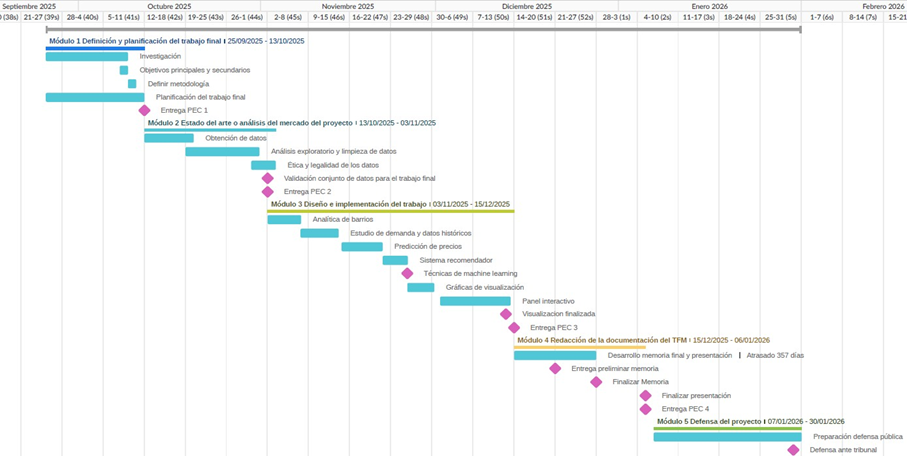 Septiembre 2025 Octubre 2025 Noviembre 2025 Diciembre 2025 Enero 2026 Febrero 2026
(38s) 21-27 (39s) 28-4 (40s) 5-11 (41s) 12-18 (42s) 19-25 (43s) 26-1 (44s) 2-8 (45s) 9-15 (46s) 16-22 (47s) 23-29 (48s) 30-6 (49s) 7-13 (50s) 14-20 (51s) 21-27 (52s) 28-3 (1s) 4-10 (2s) 11-17 (3s) 18-24 (4s) 25-31 (5s) 1-7 (6s) 8-14 (7s) 15-21
Módulo 1 Definición y planificación del trabajo final I 25/09/2025 - 13/10/2025
Investigación
Objetivos principales y secundarios
Definir metodología
Planificación del trabajo final
Entrega PEC 1
Módulo 2 Estado del arte o análisis del mercado del proyecto I 13/10/2025 - 03/11/2025
Obtención de datos
Análisis exploratorio y limpieza de datos
Ética y legalidad de los datos
Validación conjunto de datos para el trabajo final
Entrega PEC 2
Módulo 3 Diseño e implementación del trabajo I 03/11/2025 - 15/12/2025
Analítica de barrios
Estudio de demanda y datos históricos
Predicción de precios
Sistema recomendador
Técnicas de machine learning
Gráficas de visualización
Panel interactivo
Visualizacion finalizada
Entrega PEC 3
Módulo 4 Redacción de la documentación del TFM I 15/12/2025 - 06/01/2026
Desarrollo memoria final y presentación I Atrasado 357 días
Entrega preliminar memoria
Finalizar Memoria
Finalizar presentación
Entrega PEC 4
Módulo 5 Defensa del proyecto I 07/01/2026 - 30/01/2026
Preparación defensa pública
Defensa ante tribunal